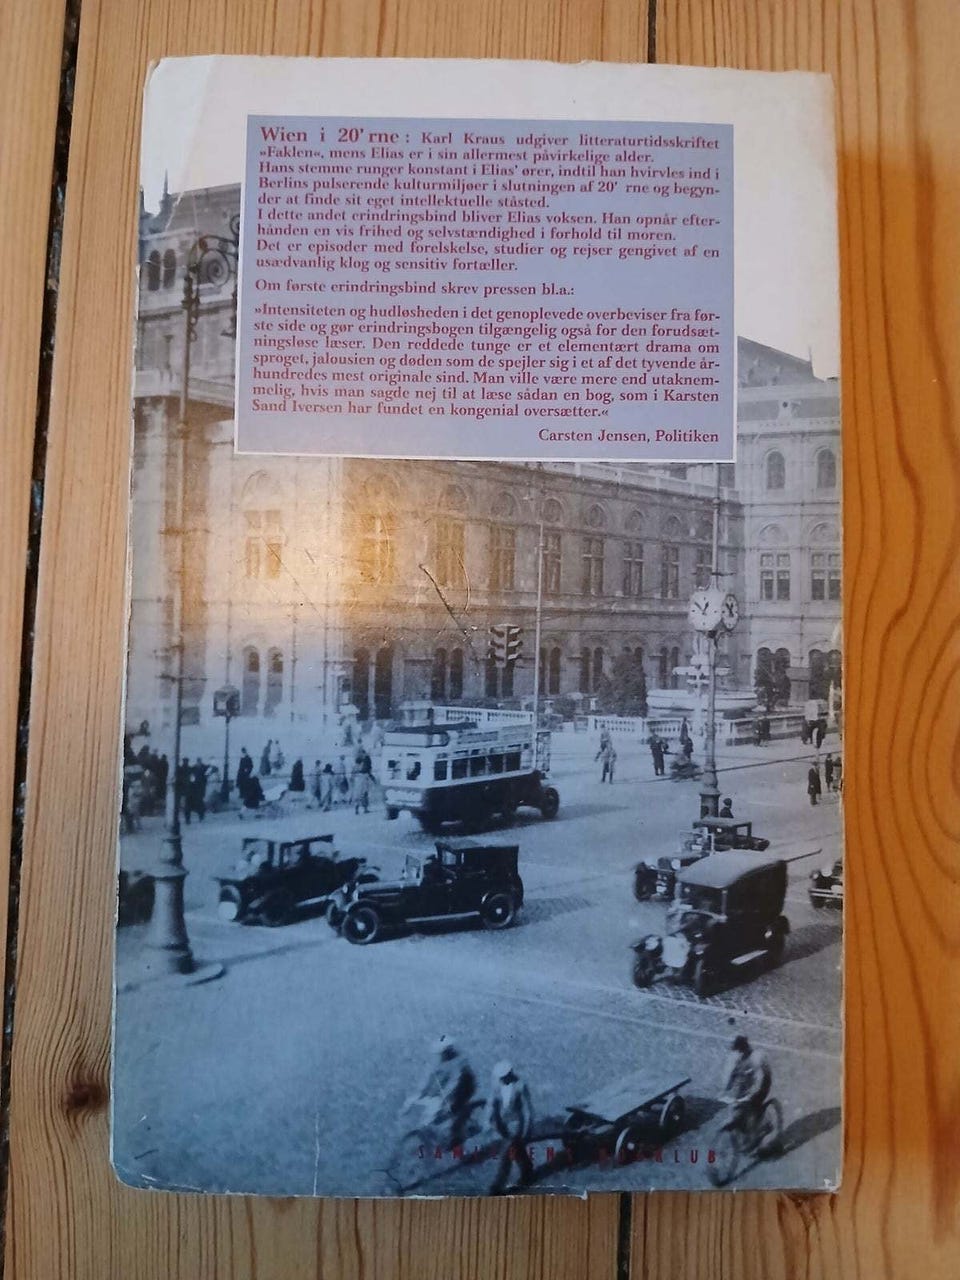 Wien i 20' rne: Karl Kraus udgiver litteraturtidsskriftet
»Faklen«, mens Elias er i sin allermest påvirkelige alder.
Hans stemme runger konstant i Elias' ører, indtil han hvirvles ind i
Berlins pulserende kulturmiljøer i slutningen af 20' rne og begyn-
der at finde sit eget intellektuelle ståsted.
I dette andet erindringsbind bliver Elias voksen. Han opnår efter-
hånden en vis frihed og selvstændighed i forhold til moren.
Det er episoder med forelskelse, studier og rejser gengivet af en
usædvanlig klog og sensitiv fortæller.
Om første erindringsbind skrev pressen bl.a.:
»Intensiteten og hudløsheden i det genoplevede overbeviser fra før-
ste side og gør erindringsbogen tilgængelig også for den forudsæt-
ningsløse læser. Den reddede tunge er et elementært drama om
sproget, jalousien og døden som de spejler sig i et af det tyvende år-
hundredes mest originale sind. Man ville være mere end utaknem-
melig, hvis man sagde nej til at læse sådan en bog, som i Karsten
Sand Iversen har fundet en kongenial oversætter.«
Carsten Jensen, Politiken
SAMLERENS BOGKLUB